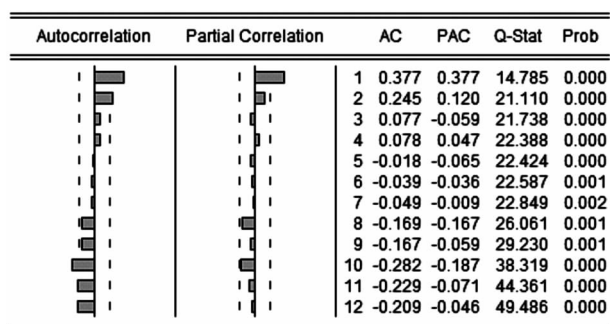 Autocorrelation Partial Correlation AC PAC Q-Stat Prob
1 0.377 0.377 14.785 0.000
2 0.245 0.120 21.110 0.000
3 0.077 -0.059 21.738 0.000
4 0.078 0.047 22.388 0.000
5 -0.018 -0.065 22.424 0.000
6 -0.039 -0.036 22.587 0.001
7 -0.049 -0.009 22.849 0.002
8 -0.169 -0.167 26.061 0.001
9 -0.167 -0.059 29.230 0.001
10 -0.282 -0.187 38.319 0.000
11 -0.229 -0.071 44.361 0.000
12 -0.209 -0.046 49.486 0.000